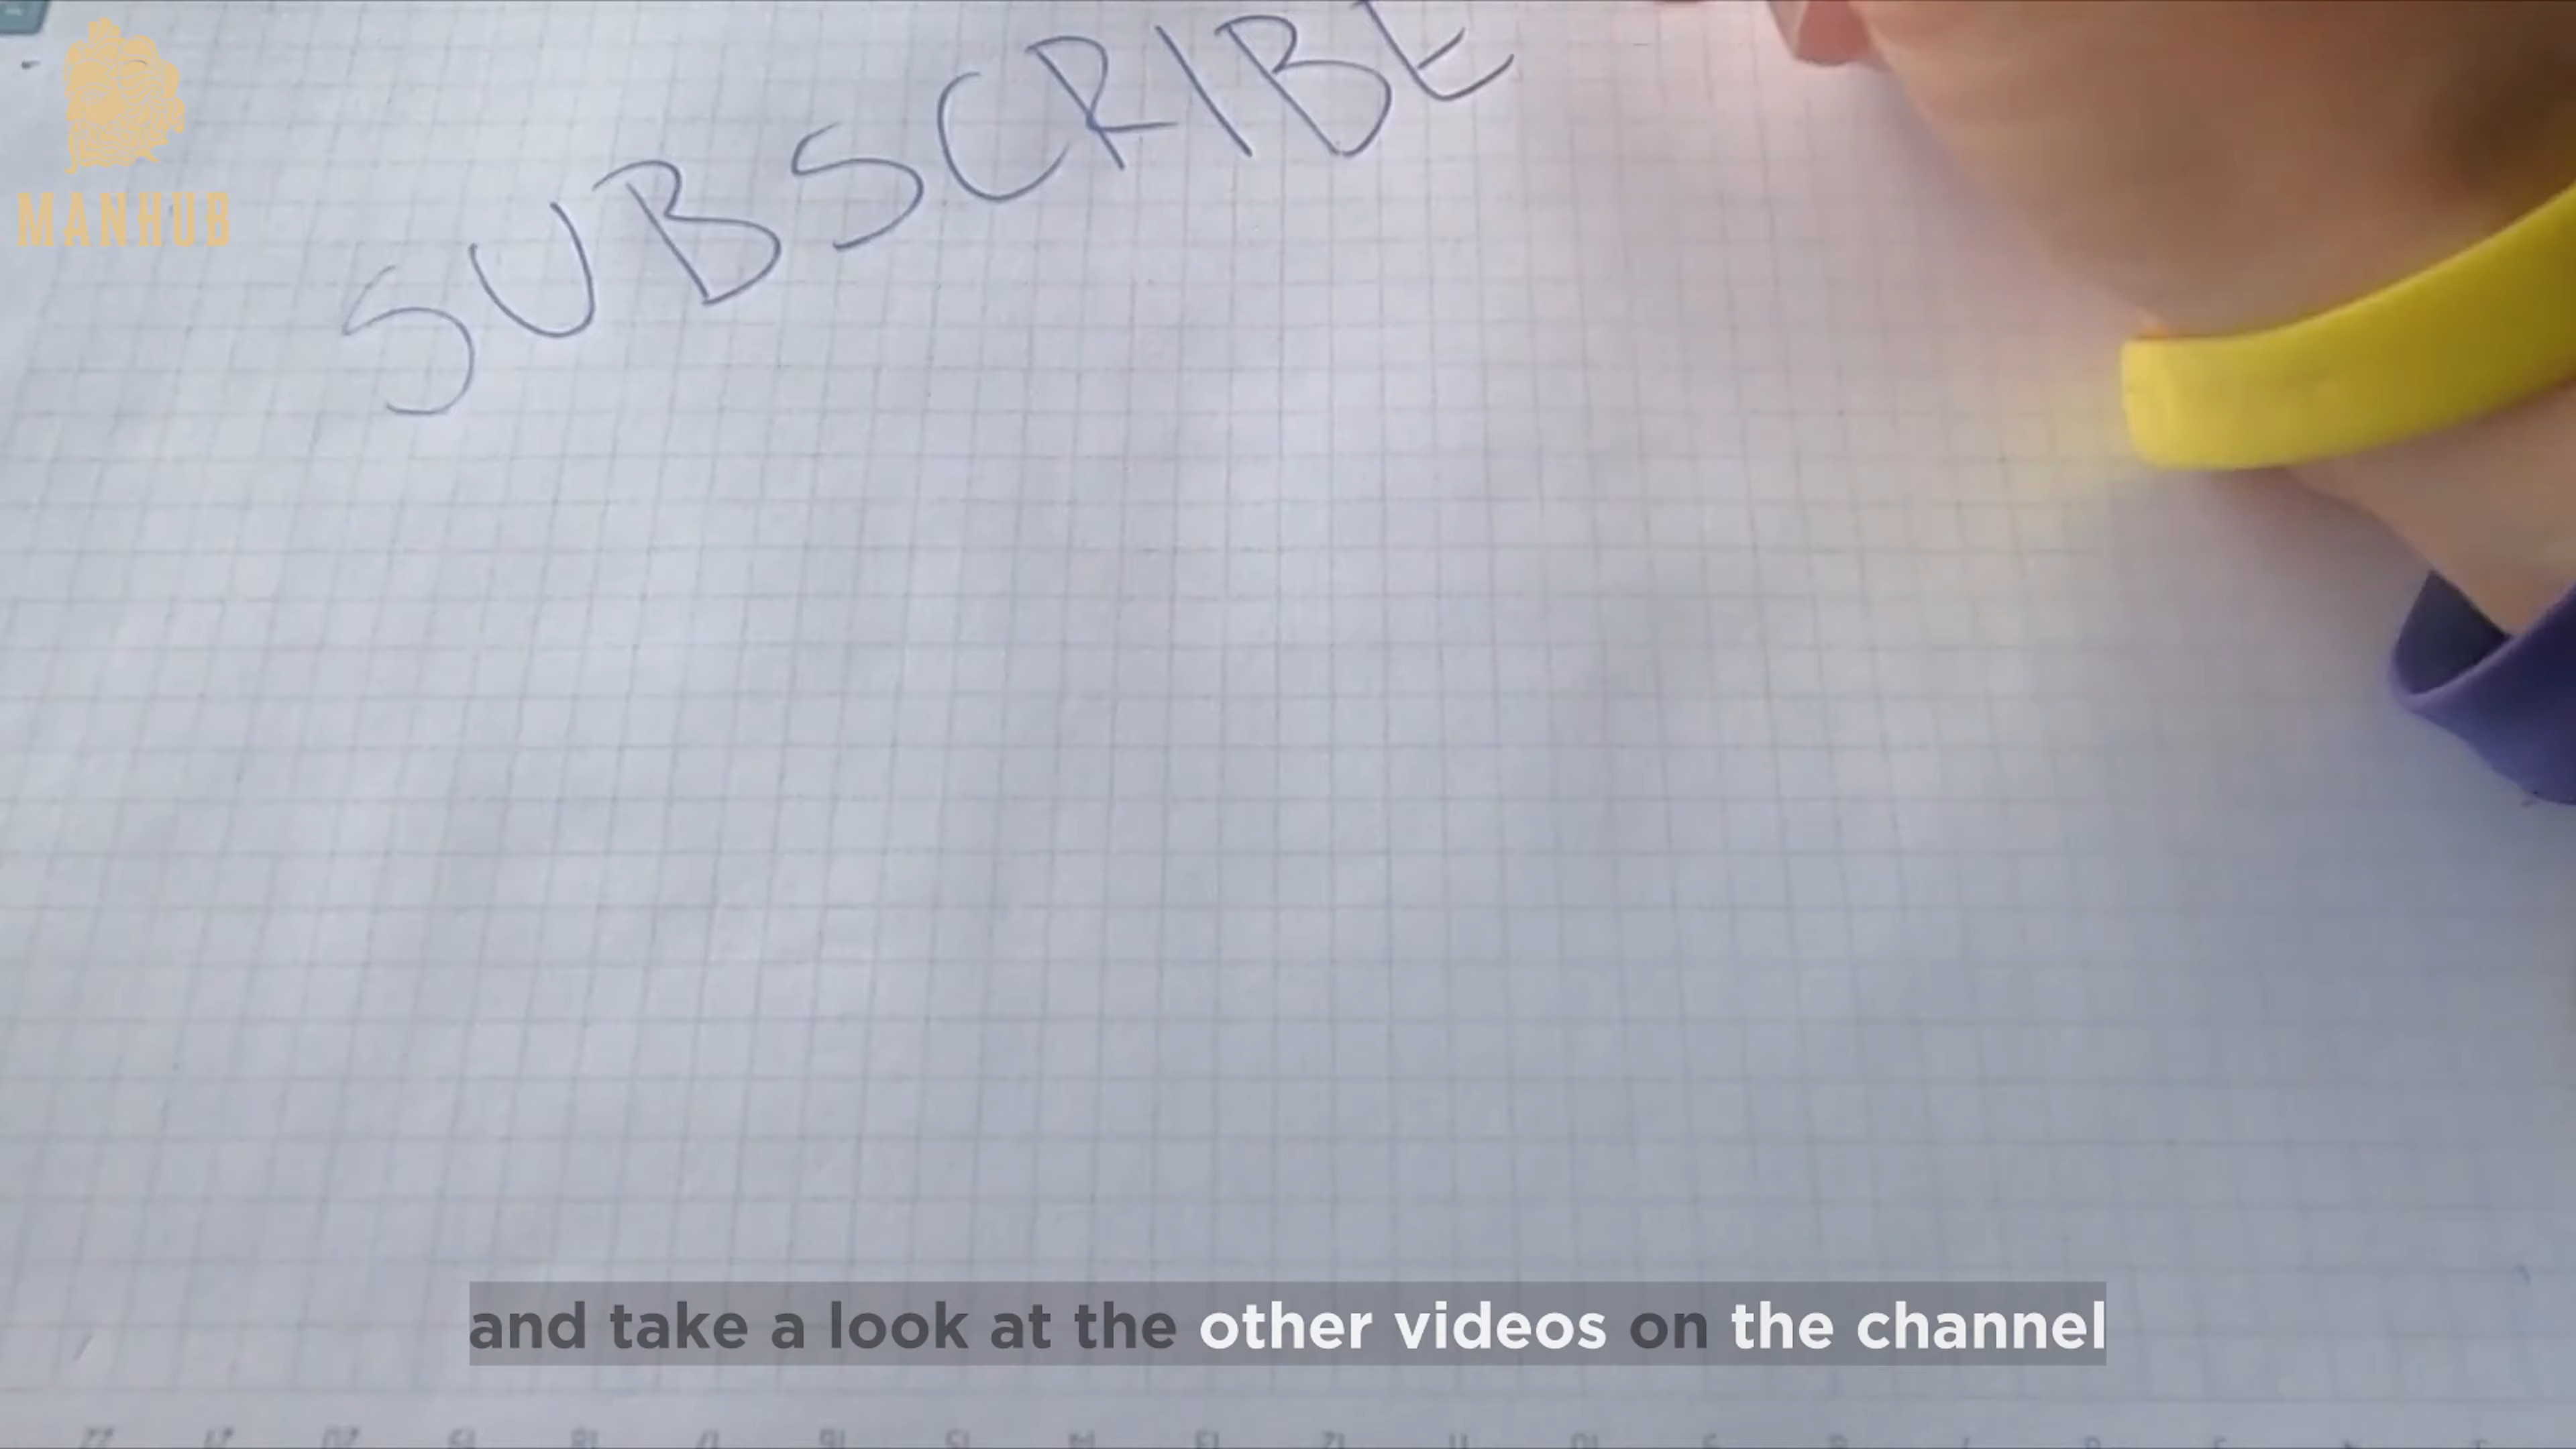 MANHUB
SUBSCRIBE
and take a look at the other videos on the channel